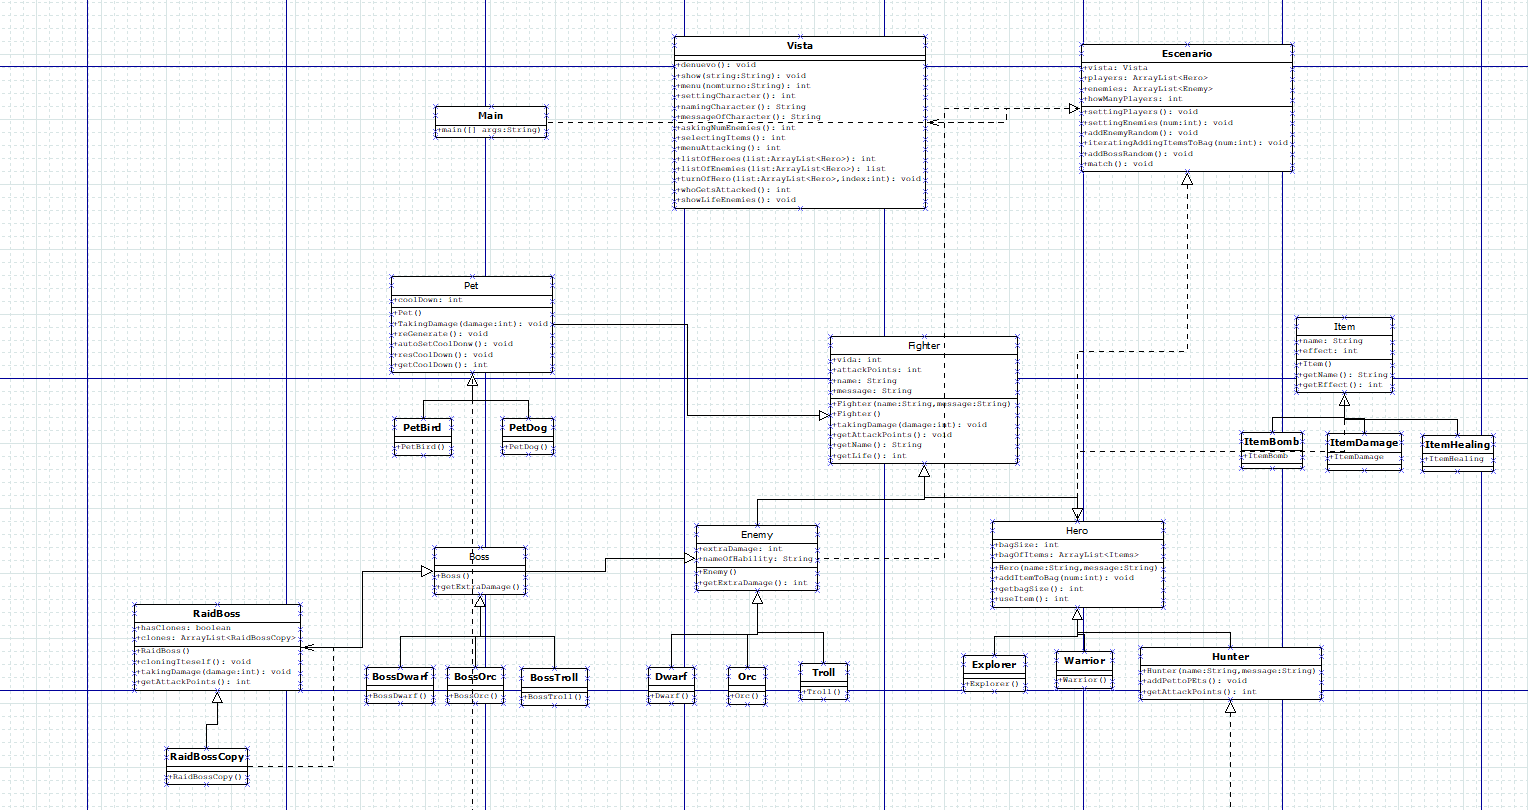 Vista
+denuevo(): void
+show(string:String): void
+menu(nomturno:String): int
+settingCharacter(): int
+namingCharacter(): String
+messageOfCharacter(): String
+askingNumEnemies(): int
+selectingItems(): int
+menuAttacking(): int
+listOfHeroes(list:ArrayList<Hero>): int
+listOfEnemies(list:ArrayList<Hero>): list
+turnOfHero(list:ArrayList<Hero>,index:int): void
+whoGetsAttacked(): int
+showLifeEnemies(): void
Escenario
+vista: Vista
+players: ArrayList<Hero>
+enemies: ArrayList<Enemy>
+howManyPlayers: int
+settingPlayers(): void
+settingEnemies(num:int): void
+addEnemyRandom(): void
+iteratingAddingItemsToBag(num:int): void
+addBossRandom(): void
+match(): void
Main
+main([] args:String)
Pet
+coolDown: int
+Pet()
+TakingDamage(damage:int): void
+reGenerate(): void
+autoSetCoolDonw(): void
+resCoolDown(): void
+getCoolDown(): int
Fighter
+vida: int
+attackPoints: int
+name: String
+message: String
+Fighter(name:String,message:String)
+Fighter()
+takingDamage(damage:int): void
+getAttackPoints(): void
+getName(): String
+getLife(): int
Item
+name: String
+effect: int
+Item()
+getName(): String
+getEffect(): int
PetBird
+PetBird()
PetDog
+PetDog()
ItemBomb
+ItemBomb
ItemDamage
+ItemDamage
ItemHealing
+ItemHealing
Boss
+Boss()
+getExtraDamage()
Enemy
+extraDamage: int
+nameOfHability: String
+Enemy()
+getExtraDamage(): int
Hero
+bagSize: int
+bagOfItems: ArrayList<Items>
+Hero(name:String,message:String)
+addItemToBag(num:int): void
+getbagSize(): int
+useItem(): int
RaidBoss
+hasClones: boolean
+clones: ArrayList<RaidBossCopy>
+RaidBoss()
+cloningIteself(): void
+takingDamage(damage:int): void
+getAttackPoints(): int
BossDwarf
+BossDwarf()
BossOrc
+BossOrc()
BossTroll
+BossTroll()
Dwarf
+Dwarf()
Orc
+Orc()
Troll
+Troll()
Explorer
+Explorer()
Warrior
+Warrior()
Hunter
+Hunter(name:String,message:String)
+addPettoPEts(): void
+getAttackPoints(): int
RaidBossCopy
+RaidBossCopy()